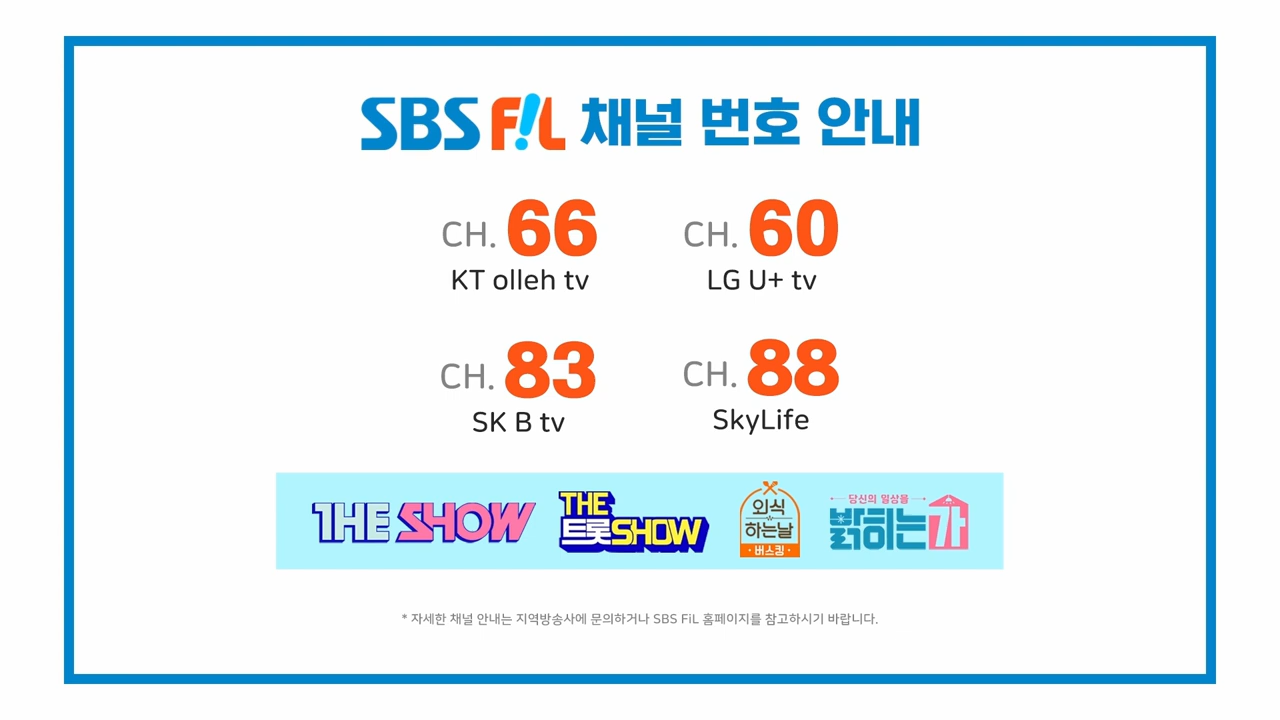 SBS FiL 채널 번호 안내
CH. 66
KT olleh tv
CH. 60
LG U+ tv
CH. 83
SK B tv
CH. 88
SkyLife
THE SHOW
THE
트롯SHOW
외식
하는날
·버스킹·
당신의 일상을
밝히는가
* 자세한 채널 안내는 지역방송사에 문의하거나 SBS FiL 홈페이지를 참고하시기 바랍니다.